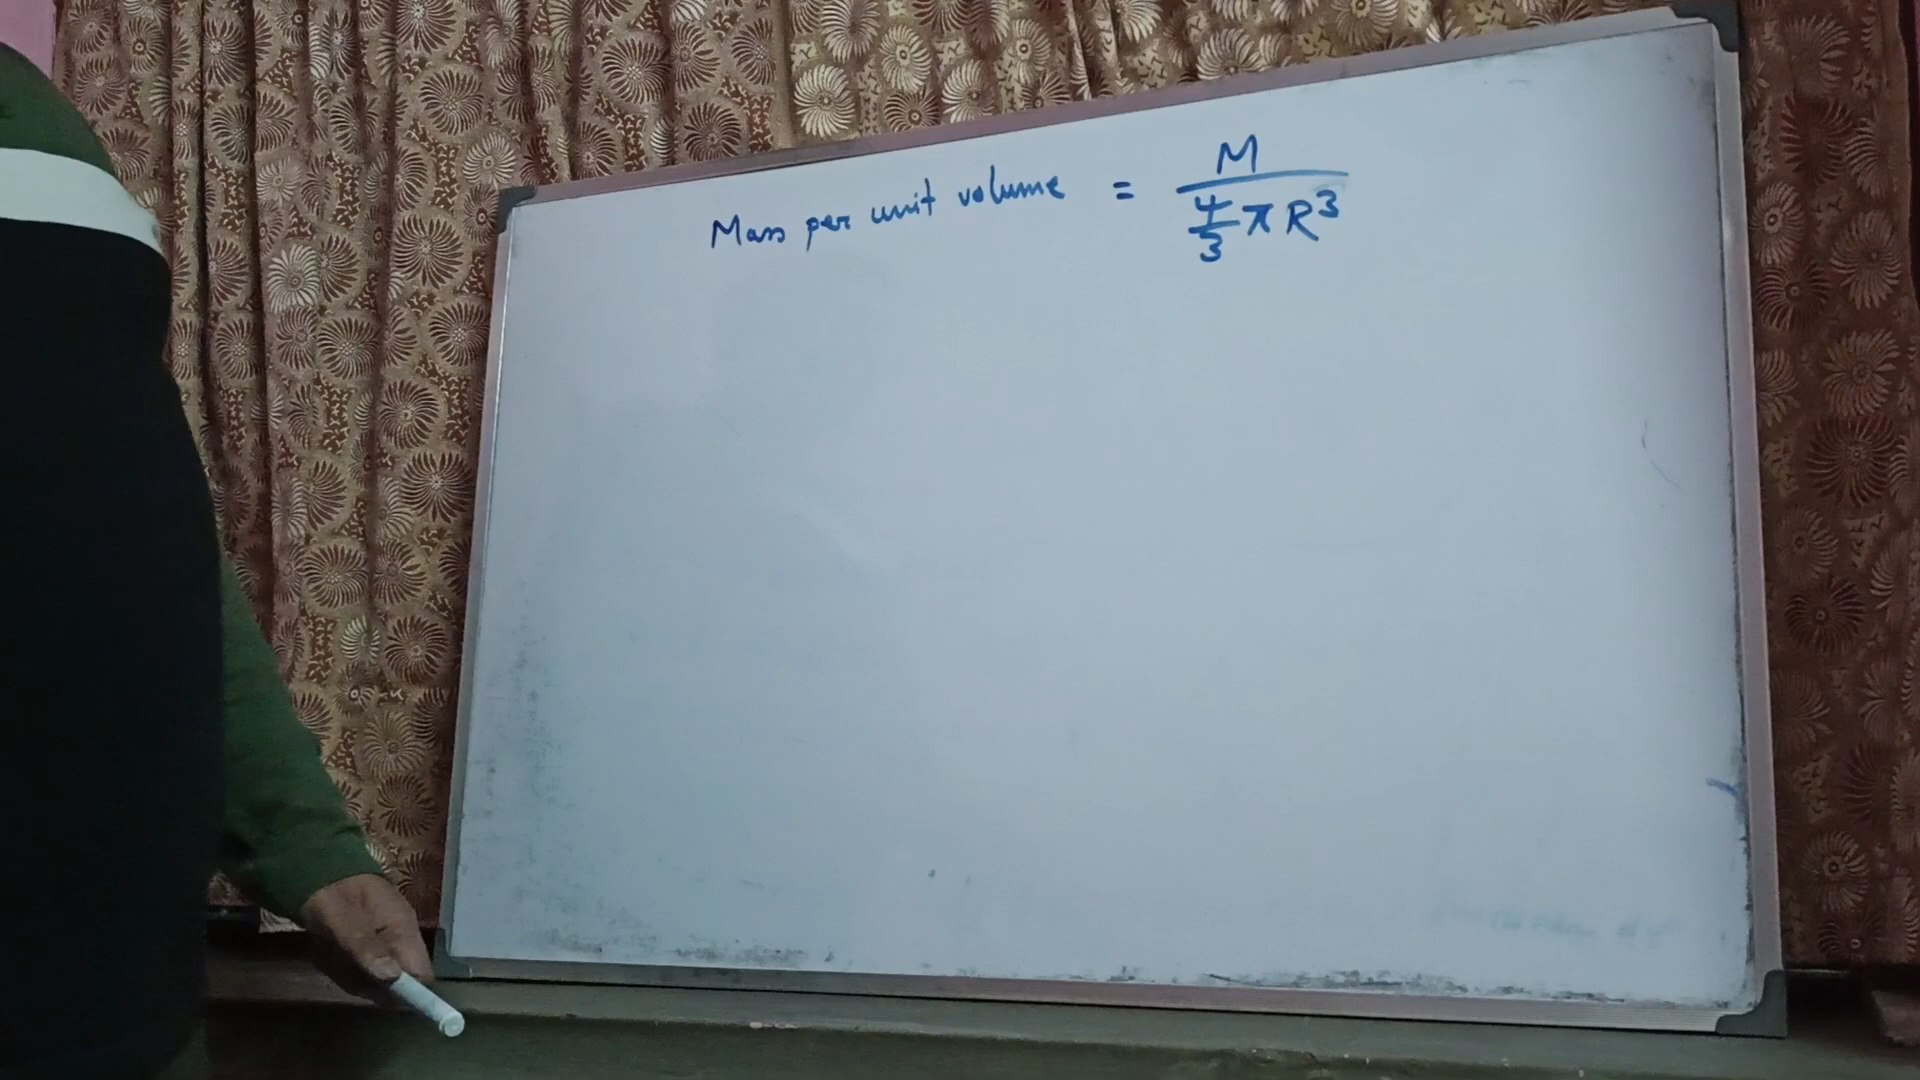 Mass per unit volume = M / (4/3 π R³)